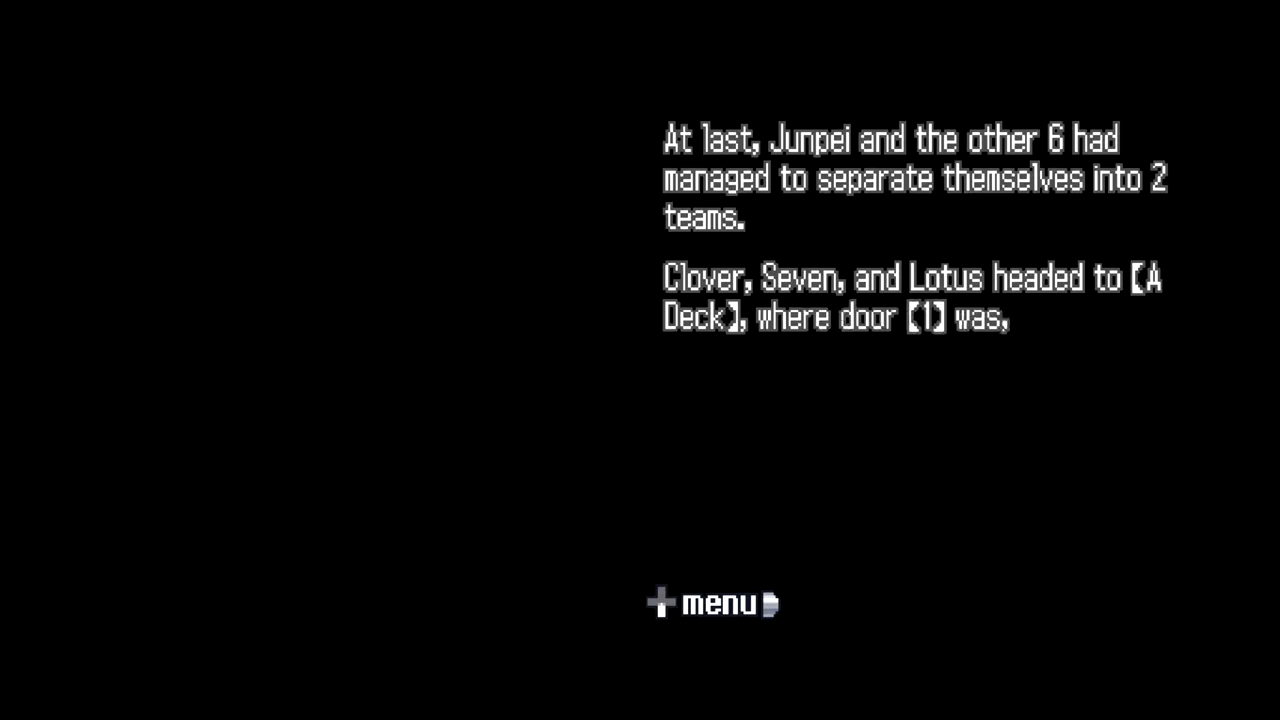 At last, Junpei and the other 6 had
managed to separate themselves into 2
teams.
Clover, Seven, and Lotus headed to 【A
Deck】, where door 【1】 was,
menu